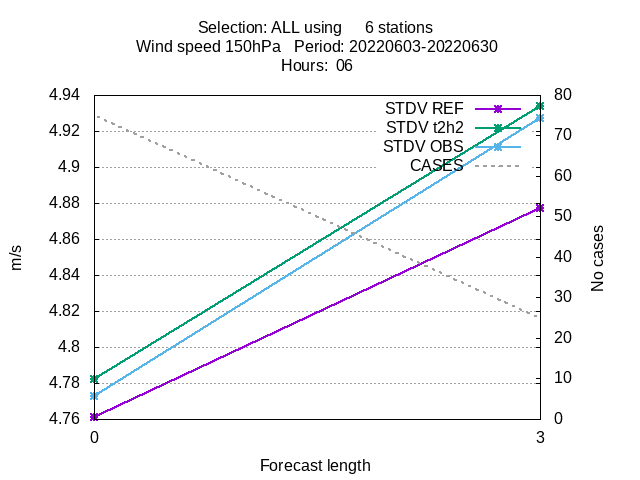 Selection: ALL using     6 stations
Wind speed 150hPa   Period: 20220603-20220630
Hours:  06
4.94
4.92
4.9
4.88
4.86
4.84
4.82
4.8
4.78
4.76
m/s
STDV REF
STDV t2h2
STDV OBS
CASES
80
70
60
50
40
30
20
10
0
No cases
0
3
Forecast length